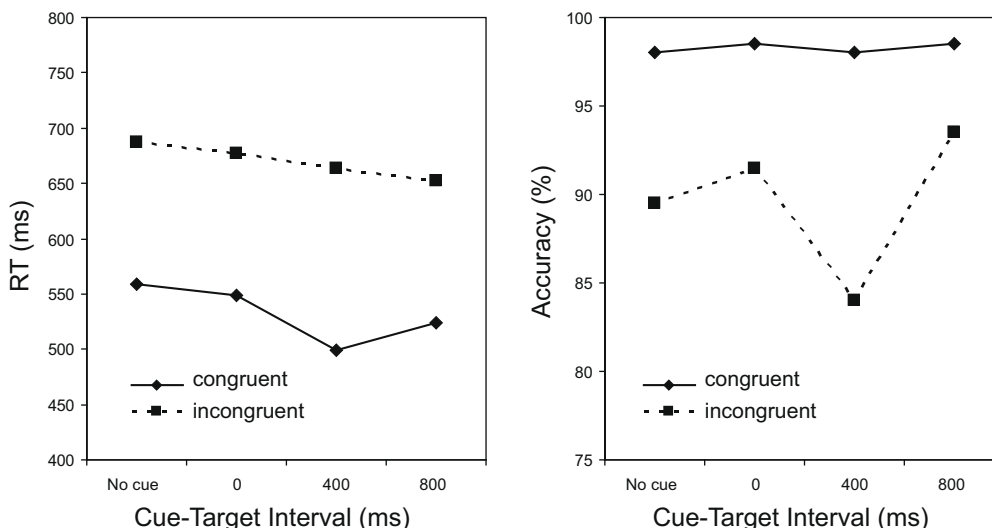 800
750
700
650
600
550
500
450
400
RT (ms)
congruent
incongruent
No cue 0 400 800
Cue-Target Interval (ms)
100
95
90
85
80
75
Accuracy (%)
congruent
incongruent
No cue 0 400 800
Cue-Target Interval (ms)